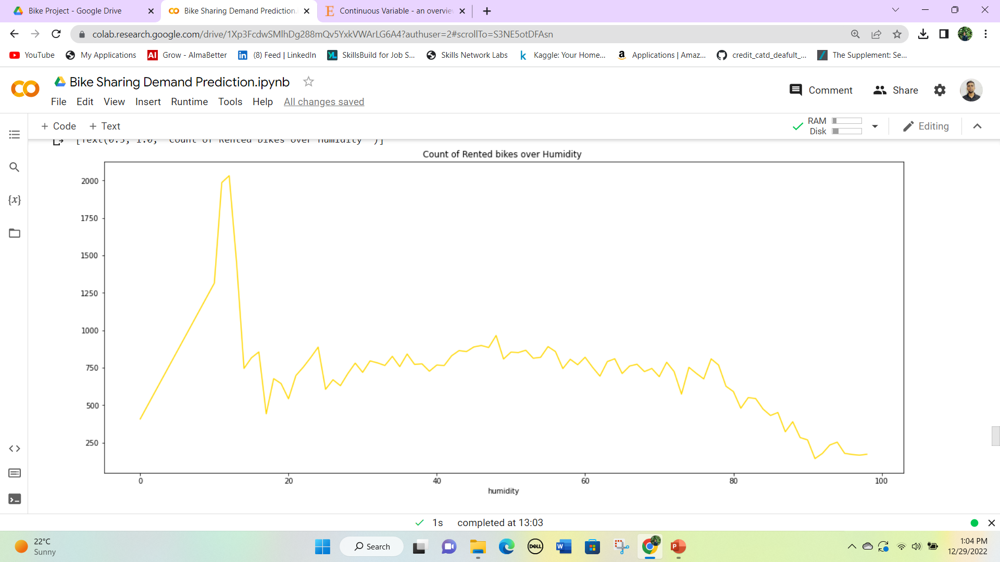 Bike Project - Google Drive
Bike Sharing Demand Prediction.
Continuous Variable - an overvie
colab.research.google.com/drive/1Xp3FcdwSMlhDg288mQv5YxkVWArLG6A4?authuser=2#scrollTo=S3NE5otDFAsn
YouTube My Applications Grow - AlmaBetter (8) Feed | LinkedIn SkillsBuild for Job S... Skills Network Labs Kaggle: Your Home... Applications | Amaz... credit_catd_deafult_... The Supplement: Se...
Bike Sharing Demand Prediction.ipynb
Comment Share
File Edit View Insert Runtime Tools Help All changes saved
+ Code + Text
RAM
Disk
Editing
[Text(0.5, 1.0, 'Count of Rented bikes over Humidity ')]
Count of Rented bikes over Humidity
2000
1750
1500
1250
1000
750
500
250
0 20 40 60 80 100
humidity
{x}
1s completed at 13:03
22°C
Sunny
Search
DELL
1:04 PM
12/29/2022